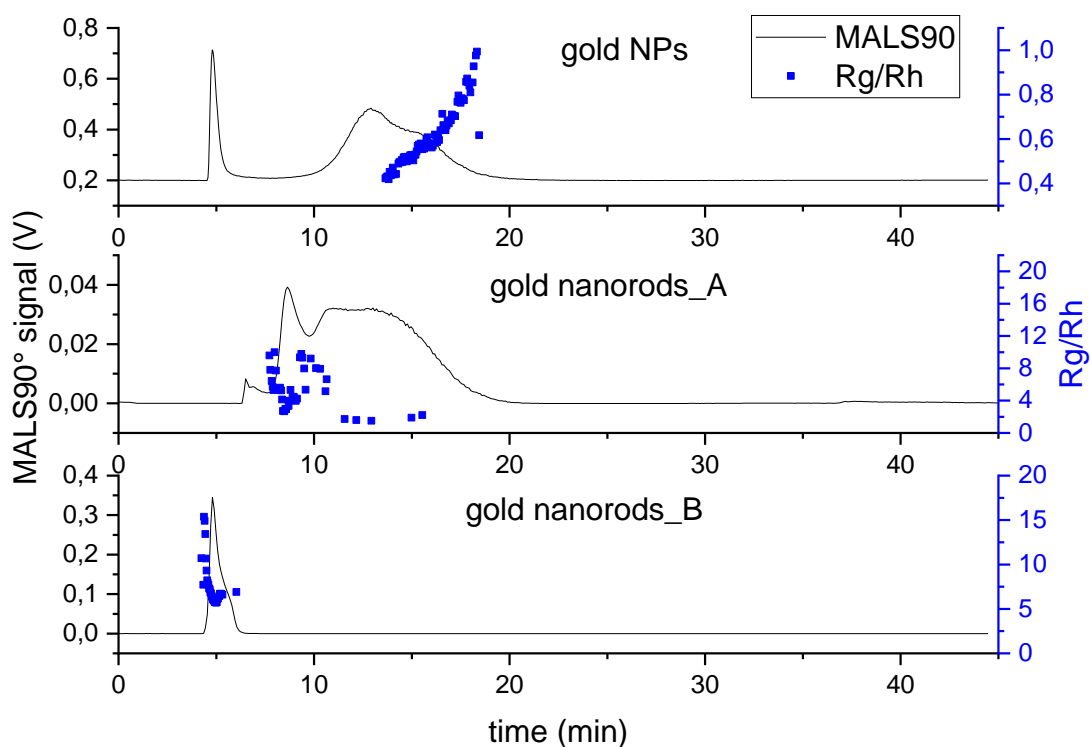 MALS90° signal (V)
Rg/Rh
gold NPs
MALS90
Rg/Rh
0,8
0,6
0,4
0,2
1,0
0,8
0,6
0,4
0 10 20 30 40
gold nanorods_A
0,04
0,02
0,00
20
16
12
8
4
0
0 10 20 30 40
gold nanorods_B
0,4
0,3
0,2
0,1
0,0
20
15
10
5
0
0 10 20 30 40
time (min)